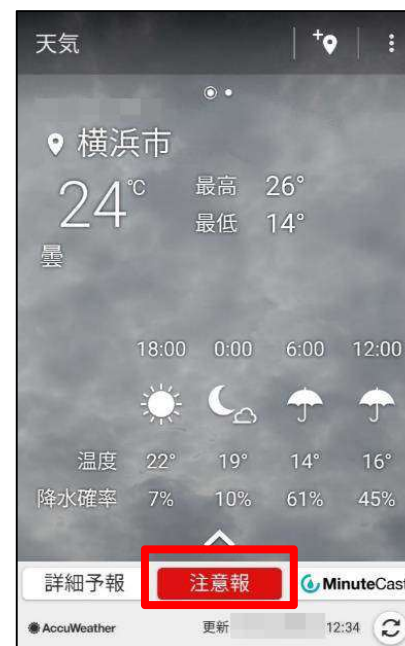 天気
横浜市
24℃
最高 26°
最低 14°
曇
18:00 0:00 6:00 12:00
温度 22° 19° 14° 16°
降水確率 7% 10% 61% 45%
詳細予報 注意報 MinuteCast
AccuWeather 更新 12:34